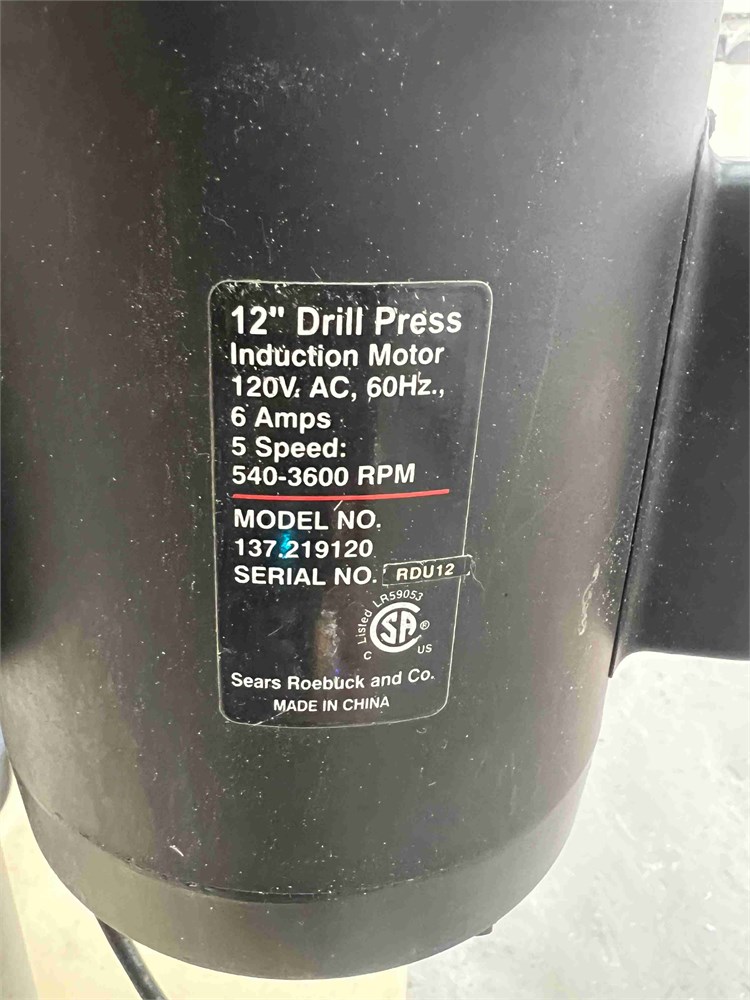 12" Drill Press
Induction Motor
120V. AC, 60Hz.,
6 Amps
5 Speed:
540-3600 RPM
MODEL NO.
137.219120
SERIAL NO. RDU12
Listed LR59053
SA ®
C US
Sears Roebuck and Co.
MADE IN CHINA